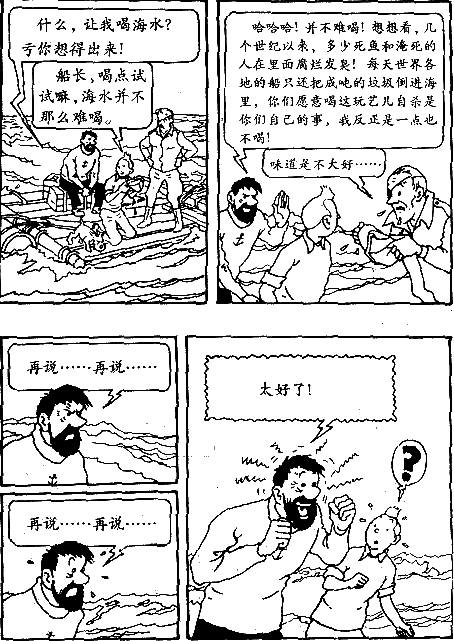 什么，让我喝海水？
亏你想得出来！
船长，喝点试
试嘛，海水并不
那么难喝。
哈哈哈！并不难喝！想想看，几
个世纪以来，多少死鱼和淹死的
人在里面腐烂发臭！每天世界各
地的船只还把成吨的垃圾倒进海
里，你们愿意喝这玩艺儿自杀是
你们自己的事，我反正是一点也
不喝！
味道是不大好……
再说……再说……
再说……再说……
太好了！
?